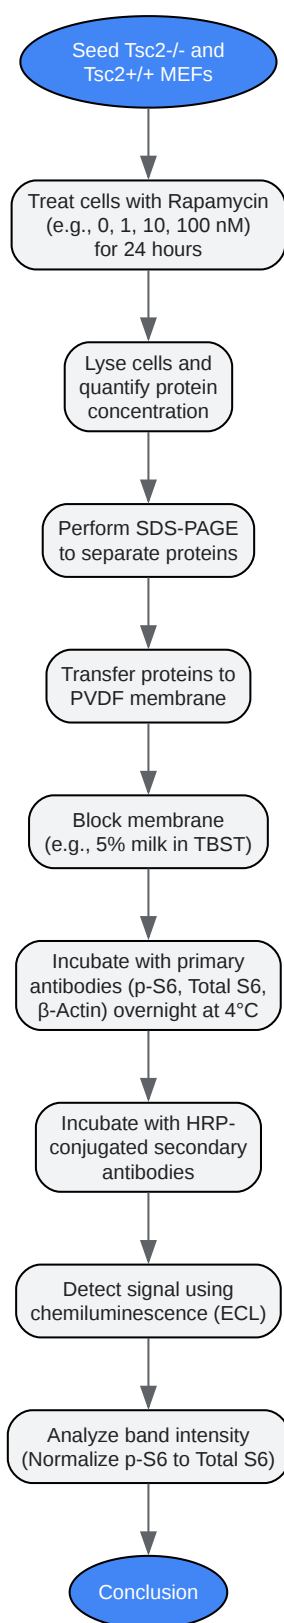 Seed Tsc2-/- and
Tsc2+/+ MEFs
Treat cells with Rapamycin
(e.g., 0, 1, 10, 100 nM)
for 24 hours
Lyse cells and
quantify protein
concentration
Perform SDS-PAGE
to separate proteins
Transfer proteins to
PVDF membrane
Block membrane
(e.g., 5% milk in TBST)
Incubate with primary
antibodies (p-S6, Total S6,
β-Actin) overnight at 4°C
Incubate with HRP-
conjugated secondary
antibodies
Detect signal using
chemiluminescence (ECL)
Analyze band intensity
(Normalize p-S6 to Total S6)
Conclusion